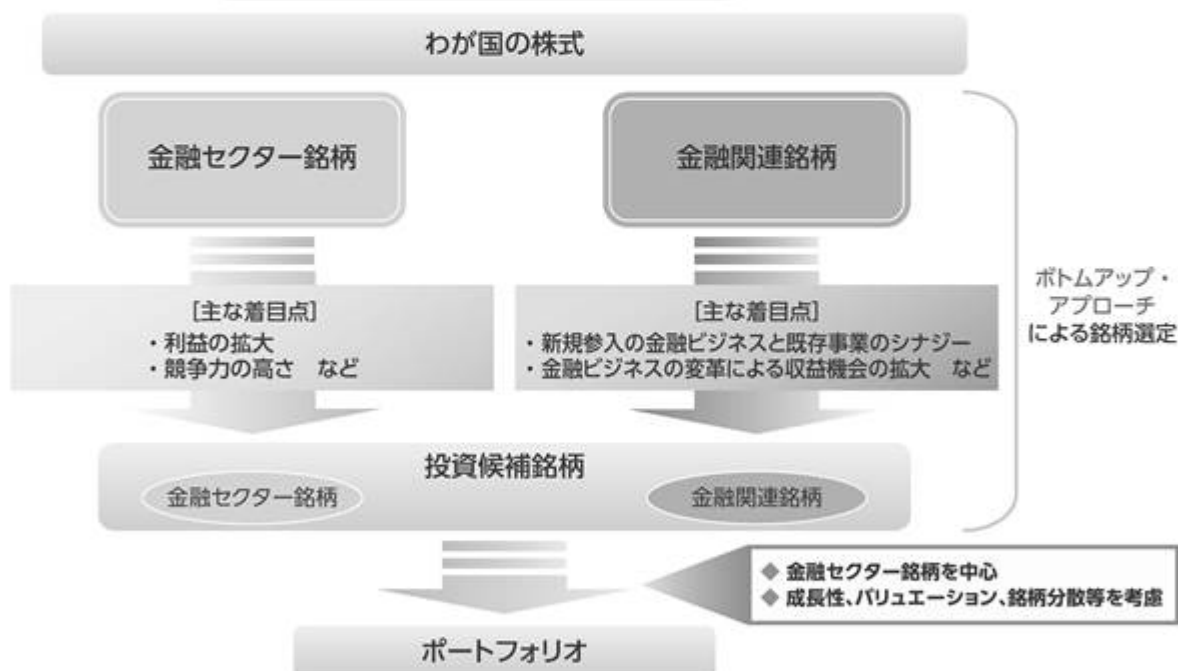 わが国の株式
金融セクター銘柄
金融関連銘柄
[主な着目点]
・利益の拡大
・競争力の高さ　など
[主な着目点]
・新規参入の金融ビジネスと既存事業のシナジー
・金融ビジネスの変革による収益機会の拡大　など
ボトムアップ・
アプローチ
による銘柄選定
投資候補銘柄
金融セクター銘柄
金融関連銘柄
◆ 金融セクター銘柄を中心
◆ 成長性、バリュエーション、銘柄分散等を考慮
ポートフォリオ